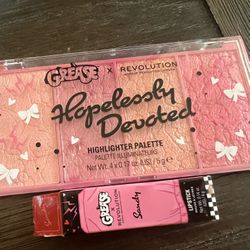 GREASE x REVOLUTION
Hopelessly
Devoted
HIGHLIGHTER PALETTE
PALETTE ILLUMINATEURS
Net Wt. 4 x 0.17 oz. (US) / 5g e
GREASE
x REVOLUTION
Sandy
LIPSTICK